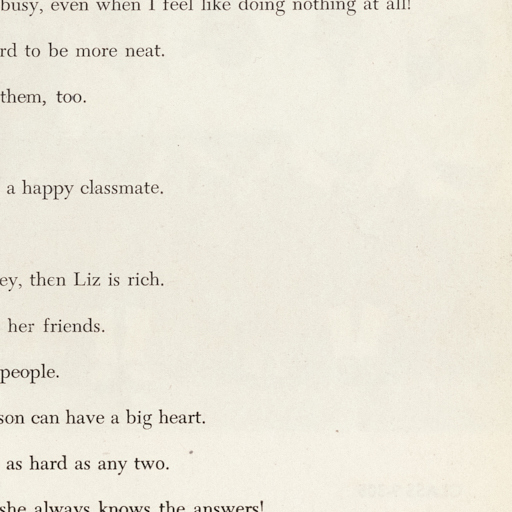 busy, even when I feel like doing nothing at all!
rd to be more neat.
them, too.
a happy classmate.
ey, then Liz is rich.
her friends.
people.
son can have a big heart.
as hard as any two.
she always knows the answers!